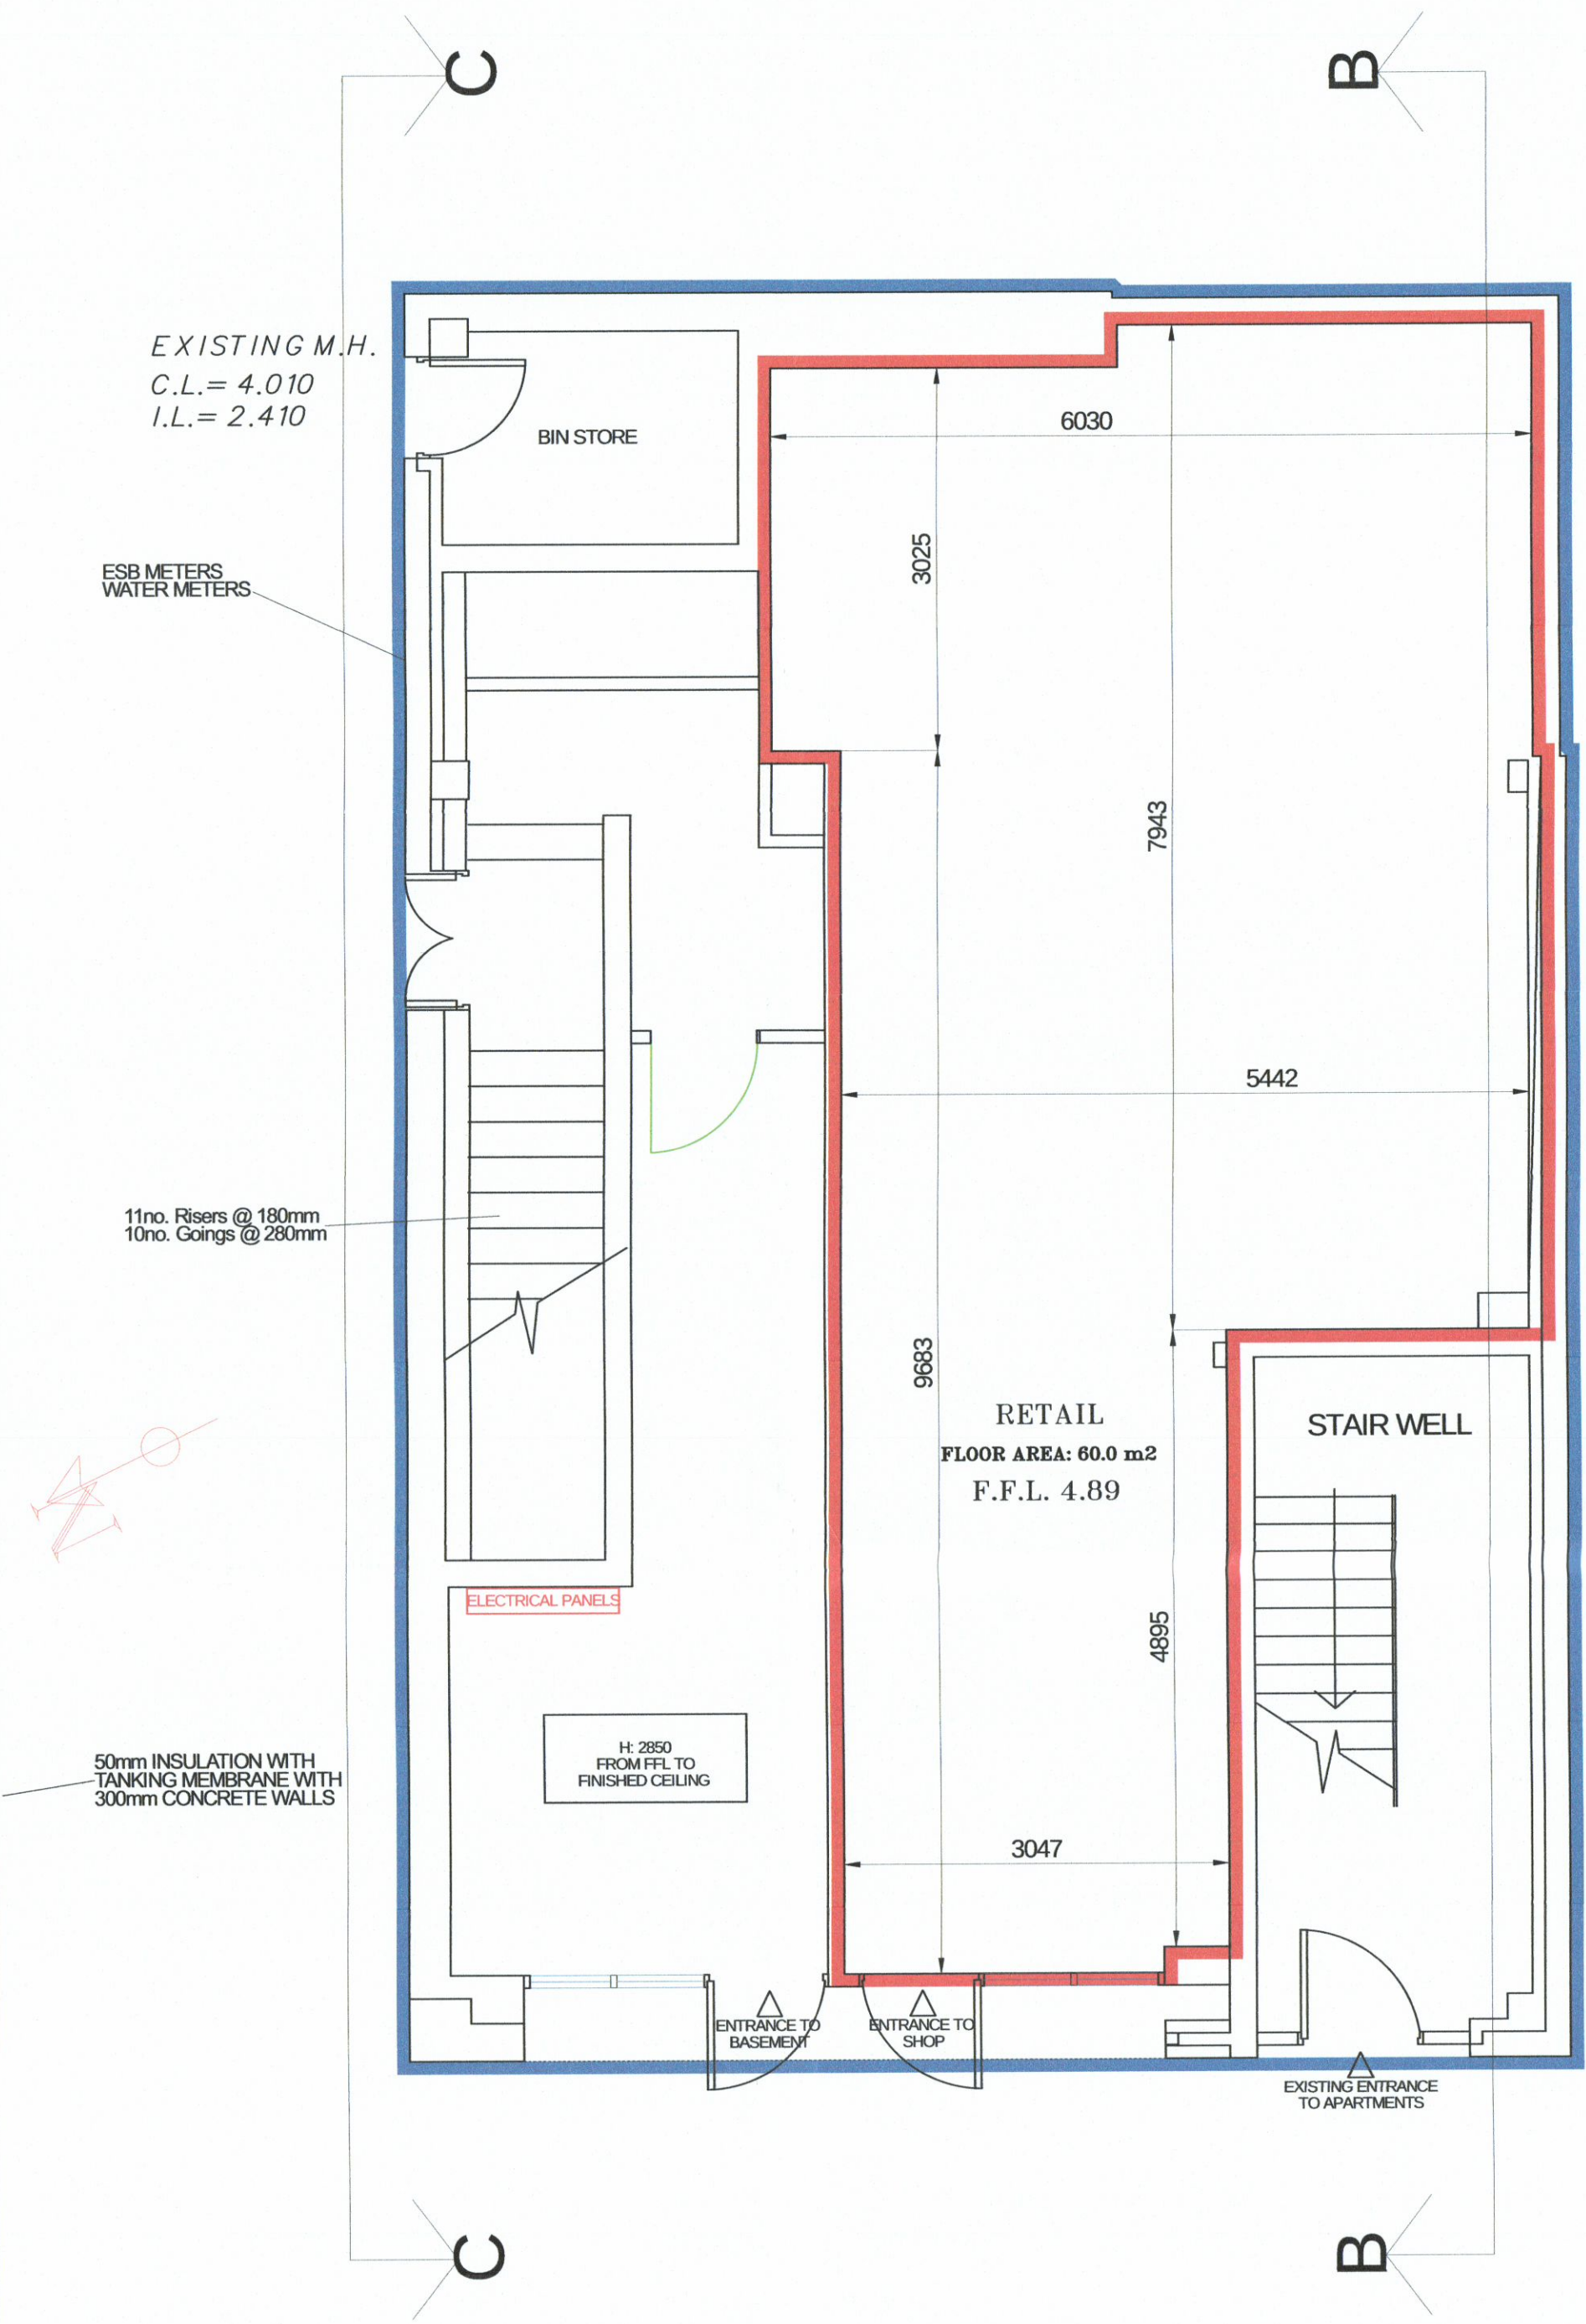 C
B
EXISTING M.H.
C.L.= 4.010
I.L.= 2.410
BIN STORE
6030
3025
ESB METERS
WATER METERS
7943
5442
11no. Risers @ 180mm
10no. Goings @ 280mm
9683
RETAIL
FLOOR AREA: 60.0 m2
F.F.L. 4.89
STAIR WELL
N
ELECTRICAL PANELS
4895
H: 2850
FROM FFL TO
FINISHED CEILING
50mm INSULATION WITH
TANKING MEMBRANE WITH
300mm CONCRETE WALLS
3047
ENTRANCE TO
BASEMENT
ENTRANCE TO
SHOP
EXISTING ENTRANCE
TO APARTMENTS
C
B